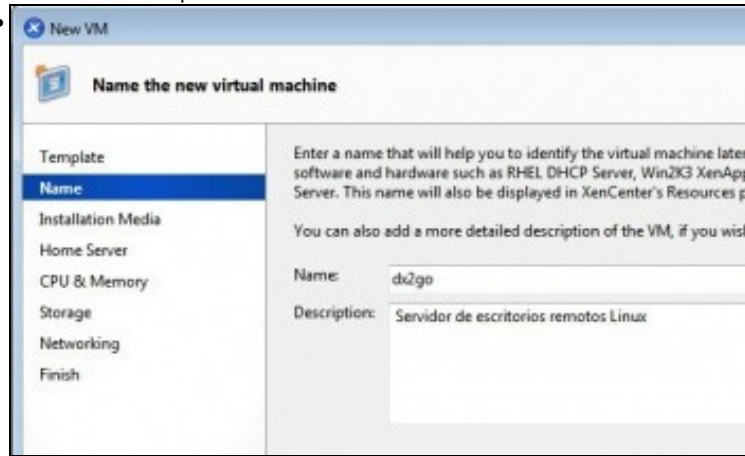 New VM
Name the new virtual machine
Template
Name
Installation Media
Home Server
CPU & Memory
Storage
Networking
Finish
Enter a name that will help you to identify the virtual machine later
software and hardware such as RHEL DHCP Server, Win2K3 XenApp
Server. This name will also be displayed in XenCenter's Resources p
You can also add a more detailed description of the VM, if you wish
Name: dx2go
Description: Servidor de escritorios remotos Linux